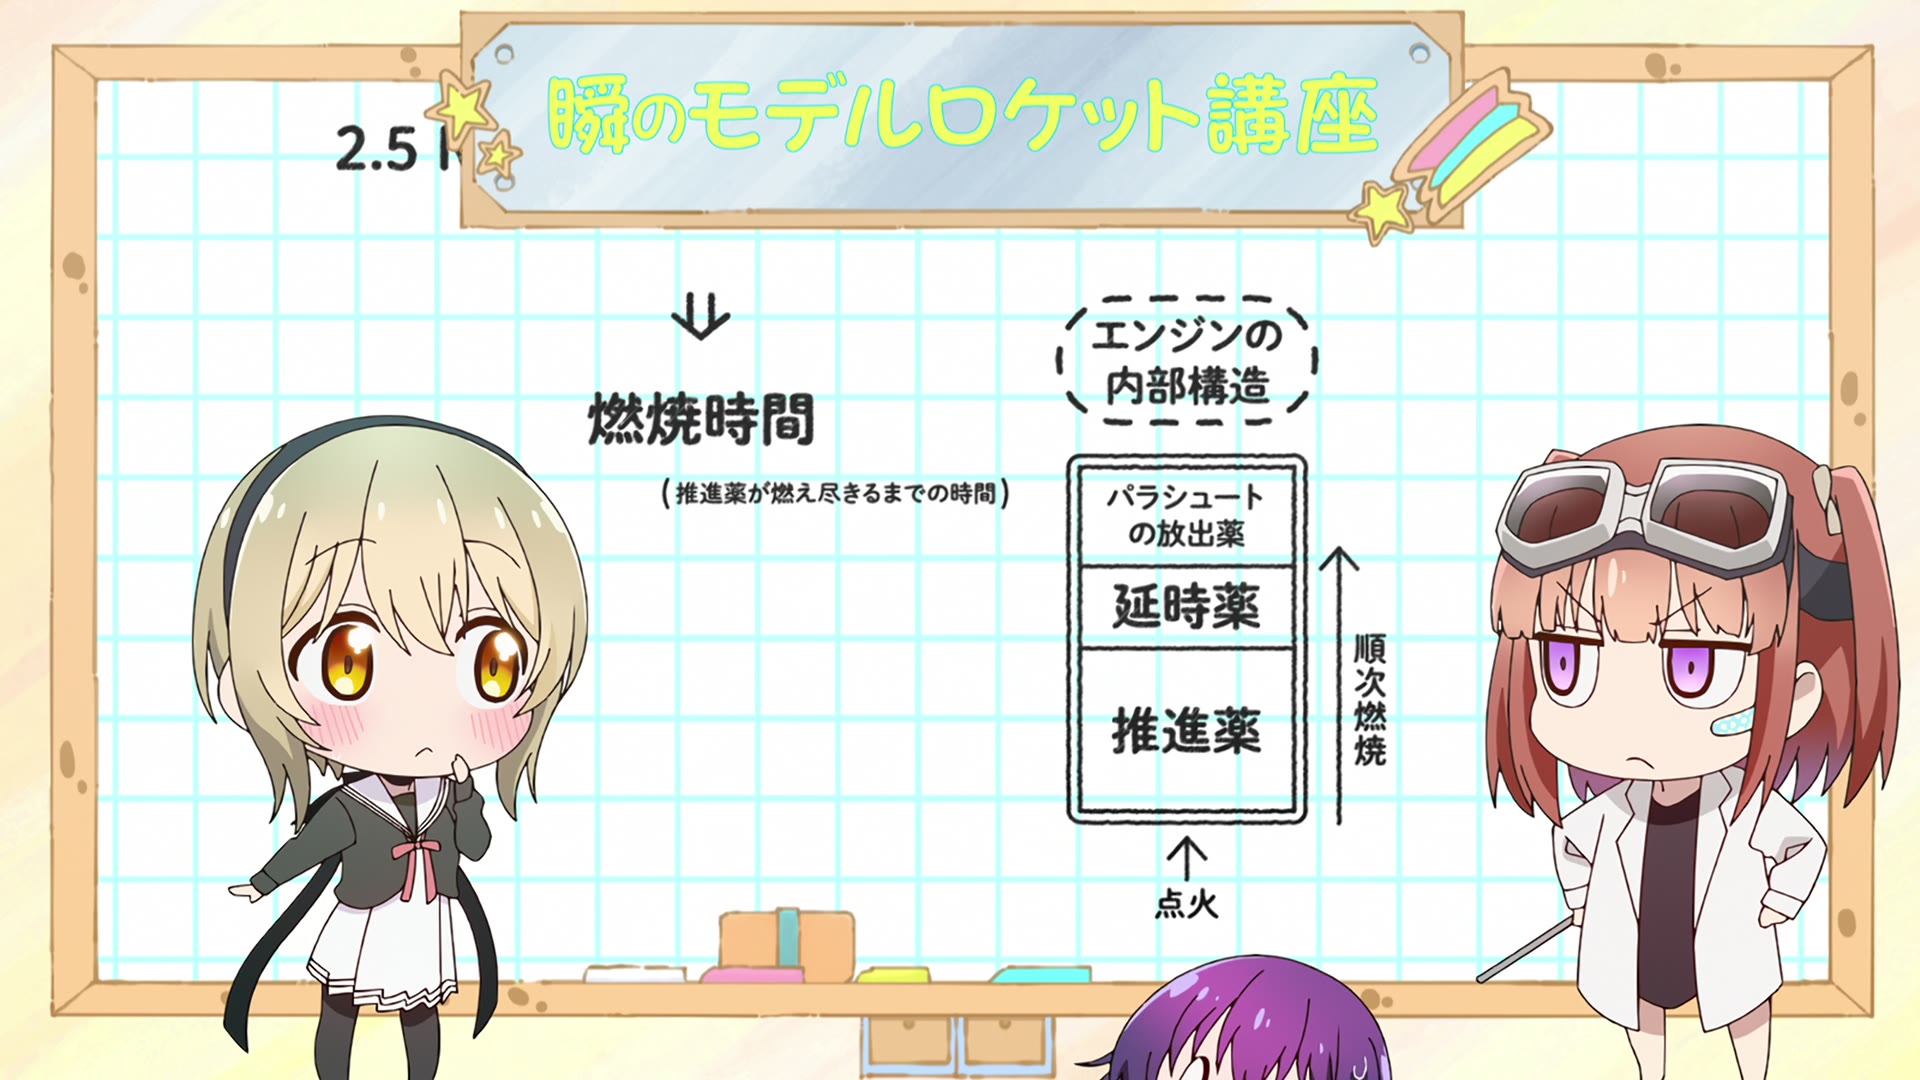 瞬のモデルロケット講座
2.5
燃焼時間
(推進薬が燃え尽きるまでの時間)
エンジンの
内部構造
パラシュート
の放出薬
延時薬
推進薬
順次燃焼
点火